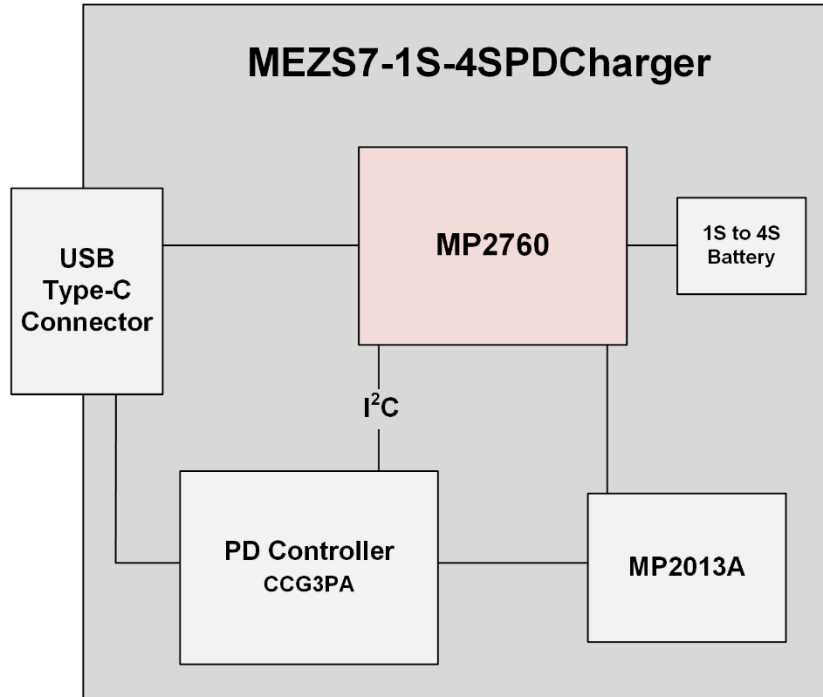 MEZS7-1S-4SPDCharger
MP2760
1S to 4S
Battery
USB
Type-C
Connector
I²C
PD Controller
CCG3PA
MP2013A